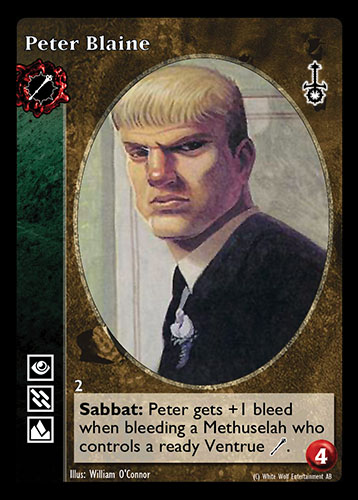 Peter Blaine
2
Sabbat: Peter gets +1 bleed
when bleeding a Methuselah who
controls a ready Ventrue .
4
Illus: William O'Connor
(C) White Wolf Entertainment AB